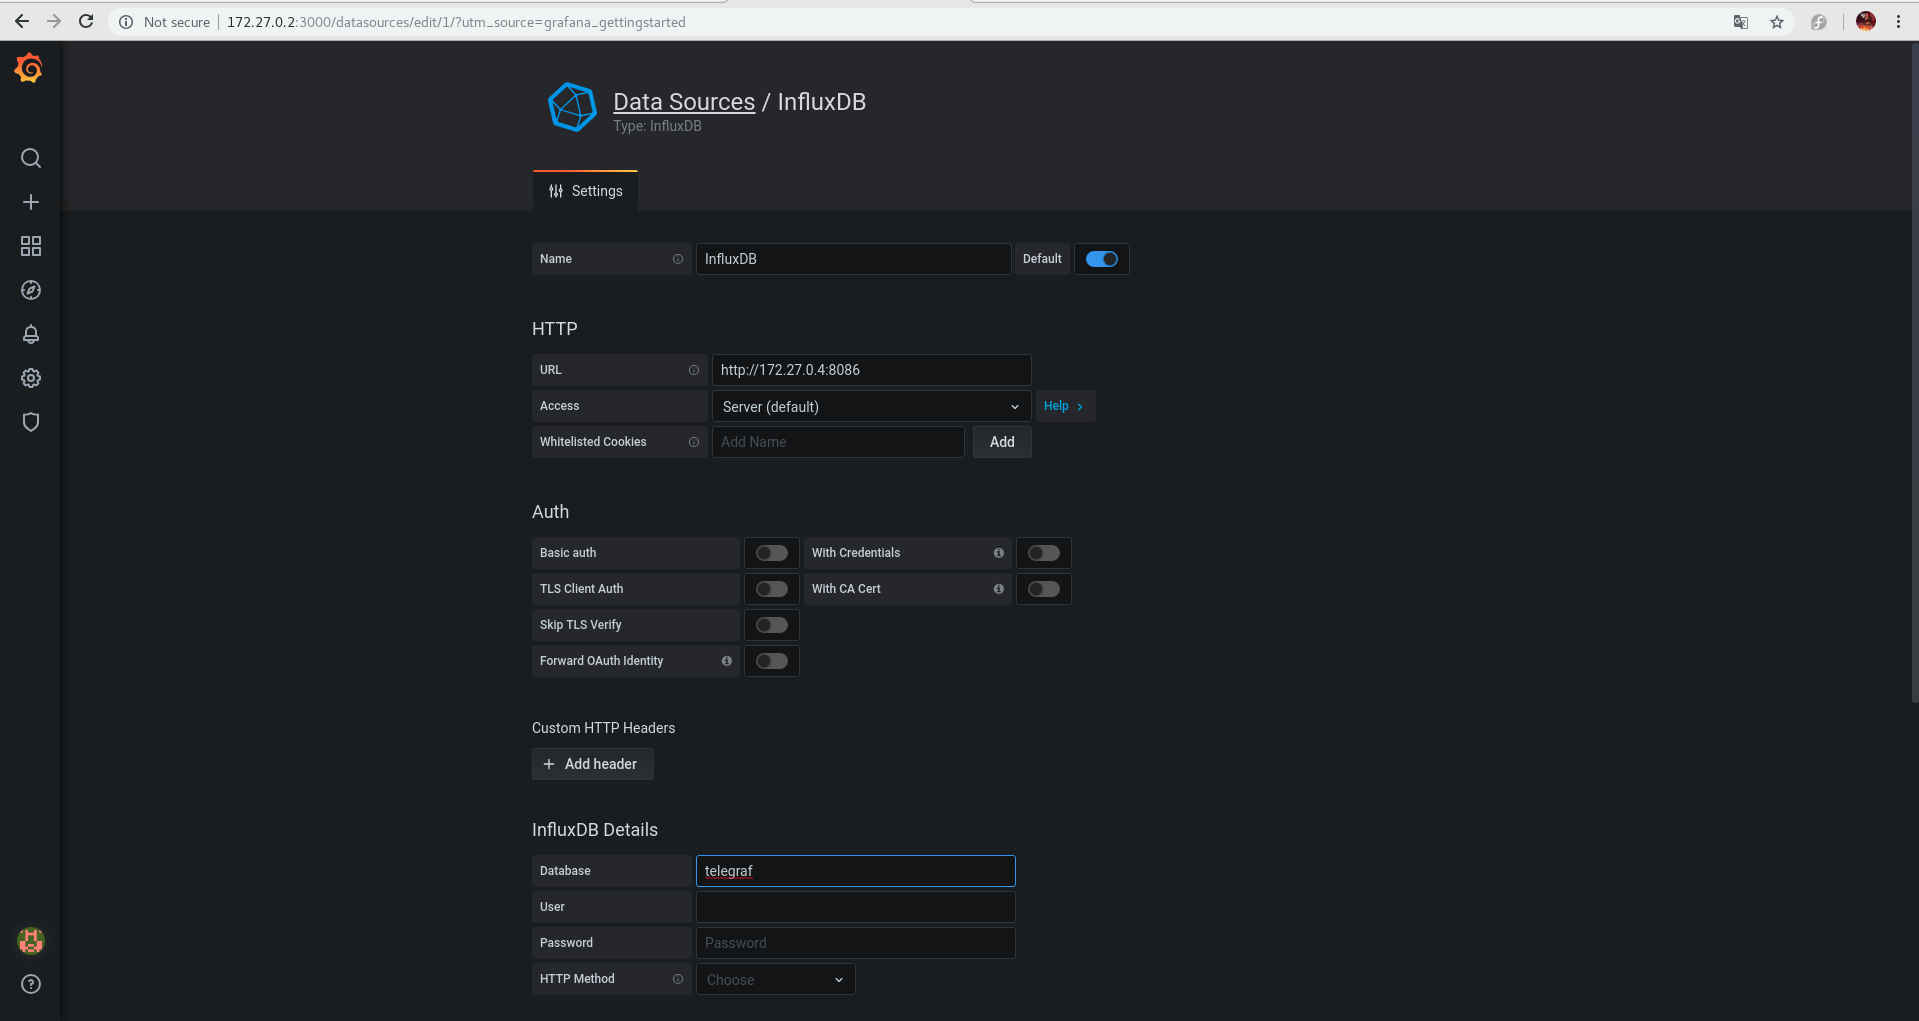 Not secure | 172.27.0.2:3000/datasources/edit/1/?utm_source=grafana_gettingstarted
Data Sources / InfluxDB
Type: InfluxDB
Settings
Name InfluxDB Default
HTTP
URL http://172.27.0.4:8086
Access Server (default) Help >
Whitelisted Cookies Add Name Add
Auth
Basic auth With Credentials
TLS Client Auth With CA Cert
Skip TLS Verify
Forward OAuth Identity
Custom HTTP Headers
+ Add header
InfluxDB Details
Database telegraf
User
Password Password
HTTP Method Choose